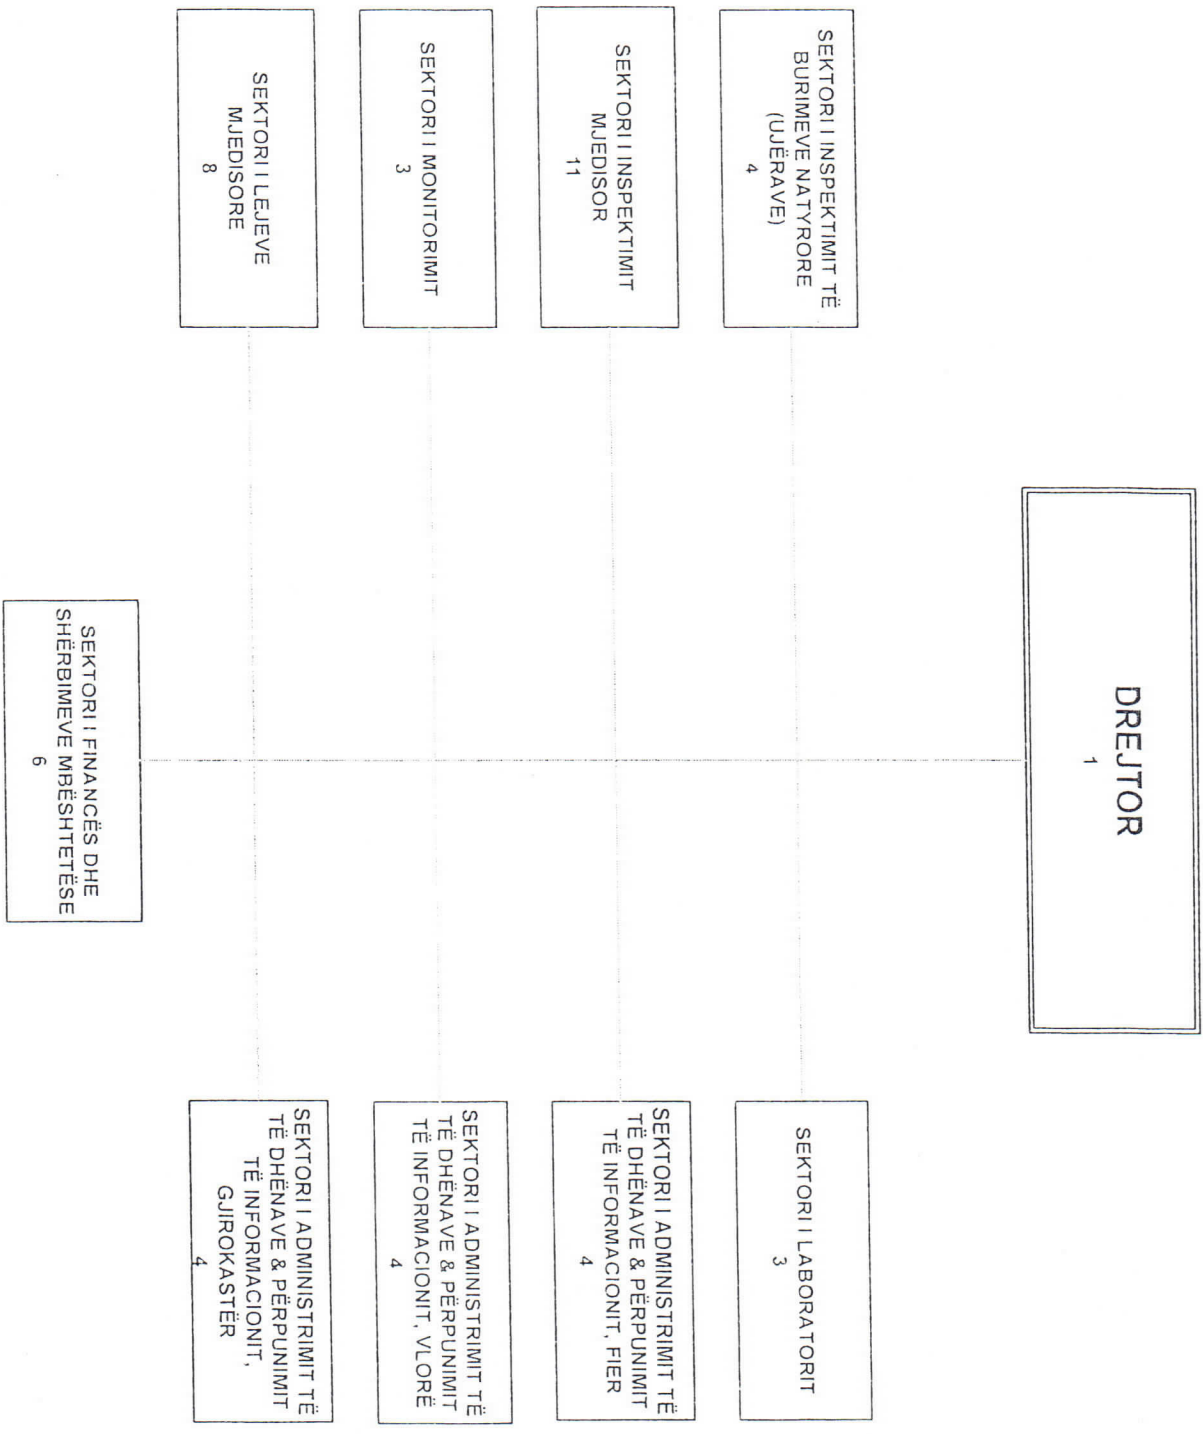 DREJTOR
1
SEKTORI I INSPEKTIMIT TË
BURIMEVE NATYRORE
(UJËRAVE)
4
SEKTORI I LABORATORIT
3
SEKTORI I INSPEKTIMIT
MJEDISOR
11
SEKTORI I ADMINISTRIMIT TË
TË DHËNAVE & PËRPUNIMIT
TË INFORMACIONIT, FIER
4
SEKTORI I MONITORIMIT
3
SEKTORI I ADMINISTRIMIT TË
TË DHËNAVE & PËRPUNIMIT
TË INFORMACIONIT, VLORË
4
SEKTORI I LEJEVE
MJEDISORE
8
SEKTORI I ADMINISTRIMIT TË
TË DHËNAVE & PËRPUNIMIT
TË INFORMACIONIT,
GJIROKASTËR
4
SEKTORI I FINANCËS DHE
SHËRBIMEVE MBËSHTETËSE
6